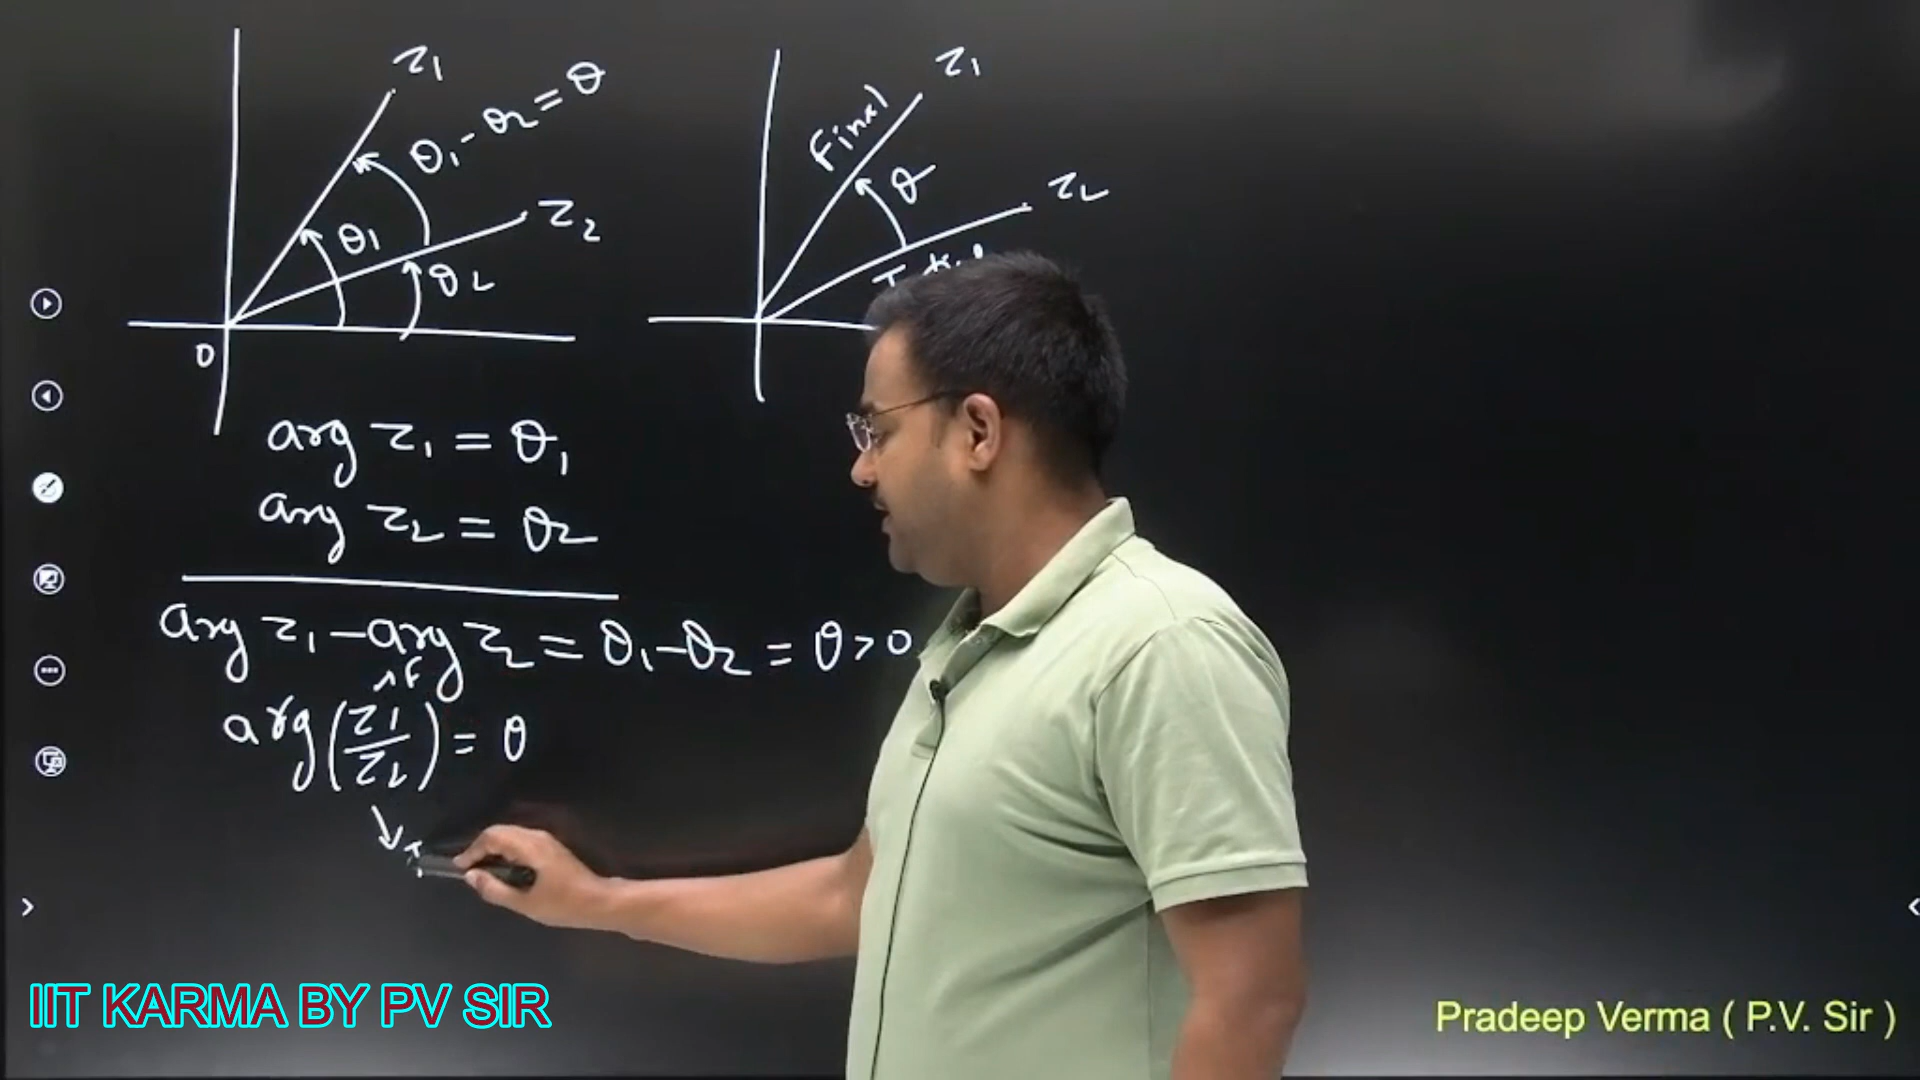 z1
θ1 - θ2 = θ
z2
θ1
θ2
0
z1
Final
θ
z2
arg z1 = θ1
arg z2 = θ2
arg z1 - arg z2 = θ1 - θ2 = θ > 0
F
arg(z1/z2) = θ
IIT KARMA BY PV SIR
Pradeep Verma ( P.V. Sir )